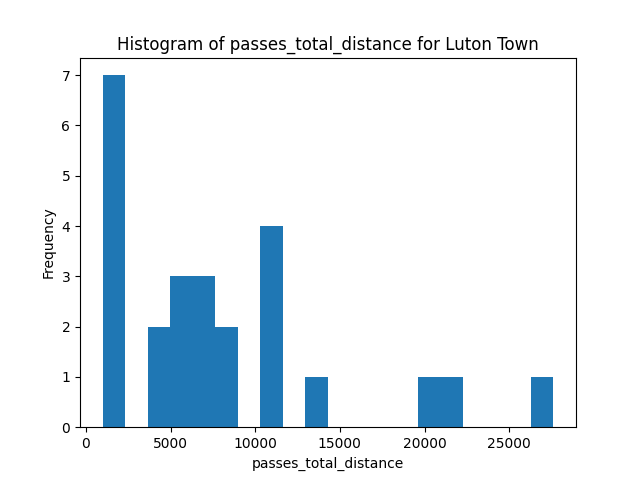 Histogram of passes_total_distance for Luton Town
7
6
5
4
3
2
1
0
Frequency
0 5000 10000 15000 20000 25000
passes_total_distance